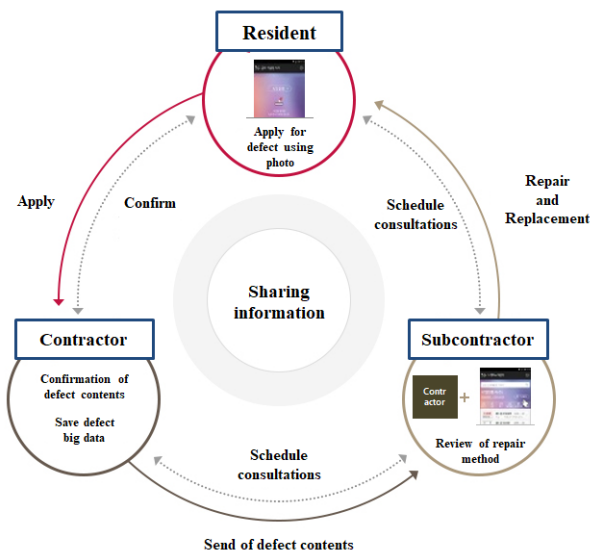 Resident
Apply for
defect using
photo
Apply
Confirm
Schedule
consultations
Repair
and
Replacement
Sharing
information
Contractor
Confirmation of
defect contents
Save defect
big data
Subcontractor
Contr
actor
+
Review of repair
method
Schedule
consultations
Send of defect contents